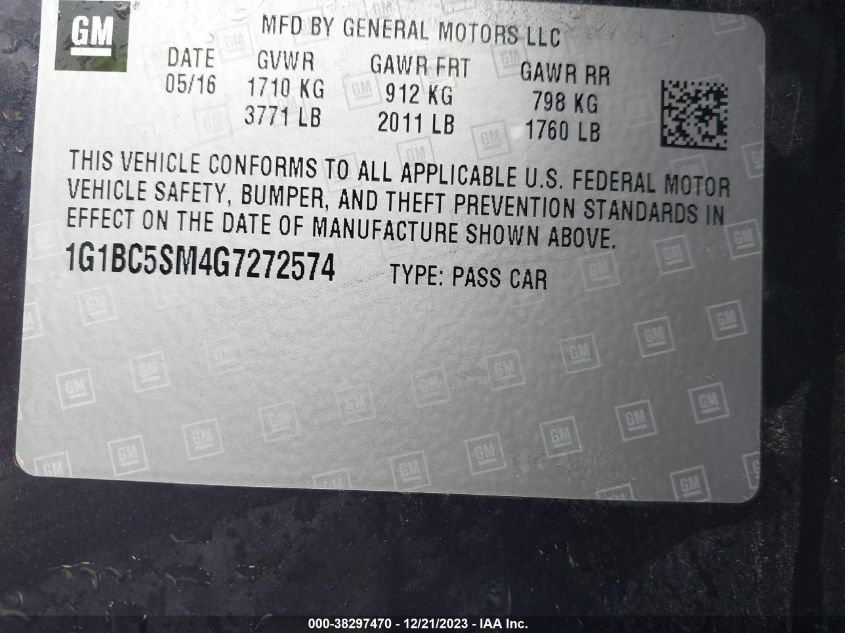 GM
MFD BY GENERAL MOTORS LLC
DATE GVWR GAWR FRT GAWR RR
05/16 1710 KG 912 KG 798 KG
3771 LB 2011 LB 1760 LB
THIS VEHICLE CONFORMS TO ALL APPLICABLE U.S. FEDERAL MOTOR
VEHICLE SAFETY, BUMPER, AND THEFT PREVENTION STANDARDS IN
EFFECT ON THE DATE OF MANUFACTURE SHOWN ABOVE.
1G1BC5SM4G7272574 TYPE: PASS CAR
000-38297470 - 12/21/2023 - IAA Inc.